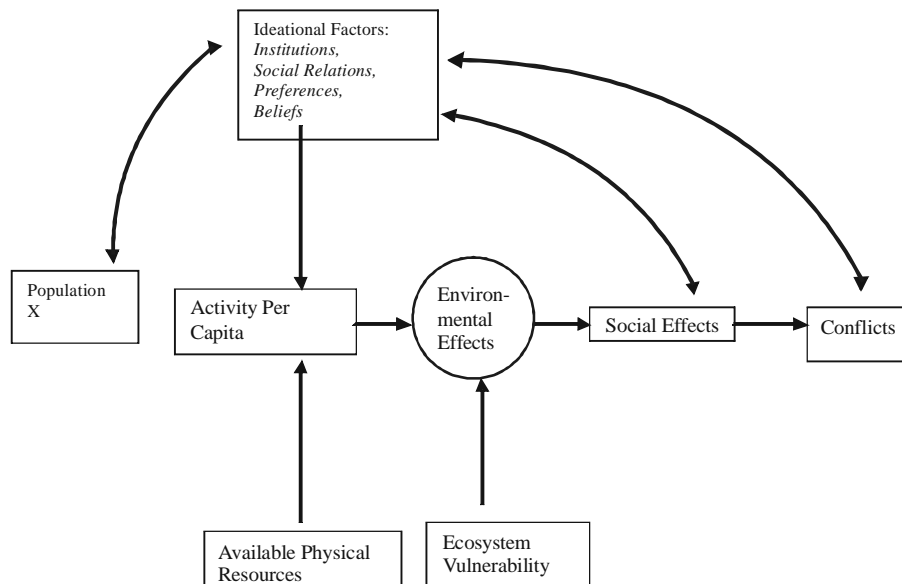 Ideational Factors:
Institutions,
Social Relations,
Preferences,
Beliefs
Population
X
Activity Per
Capita
Environ-
mental
Effects
Social Effects
Conflicts
Available Physical
Resources
Ecosystem
Vulnerability